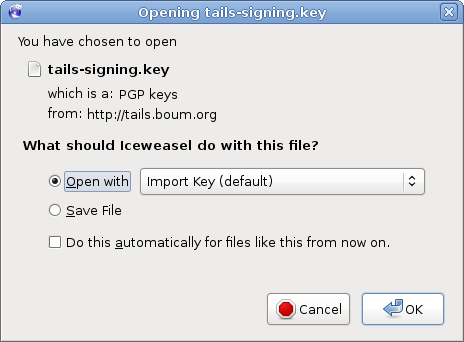 Opening tails-signing.key
You have chosen to open
tails-signing.key
which is a: PGP keys
from: http://tails.boum.org
What should Iceweasel do with this file?
Open with Import Key (default)
Save File
Do this automatically for files like this from now on.
Cancel OK